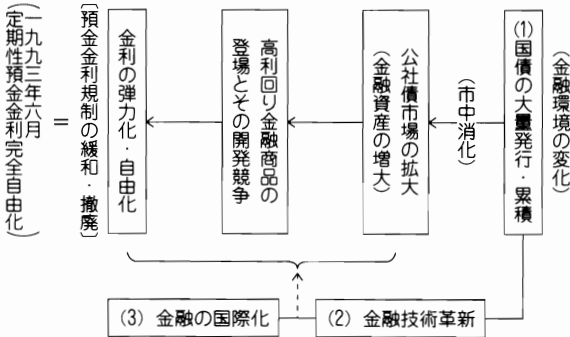 (金融環境の変化)
(1)国債の大量発行・累積
(市中消化)
公社債市場の拡大
(金融資産の増大)
高利回り金融商品の
登場とその開発競争
金利の弾力化・自由化
〔預金金利規制の緩和・撤廃〕
=
(一九九三年六月
定期性預金金利完全自由化)
(3) 金融の国際化
(2) 金融技術革新